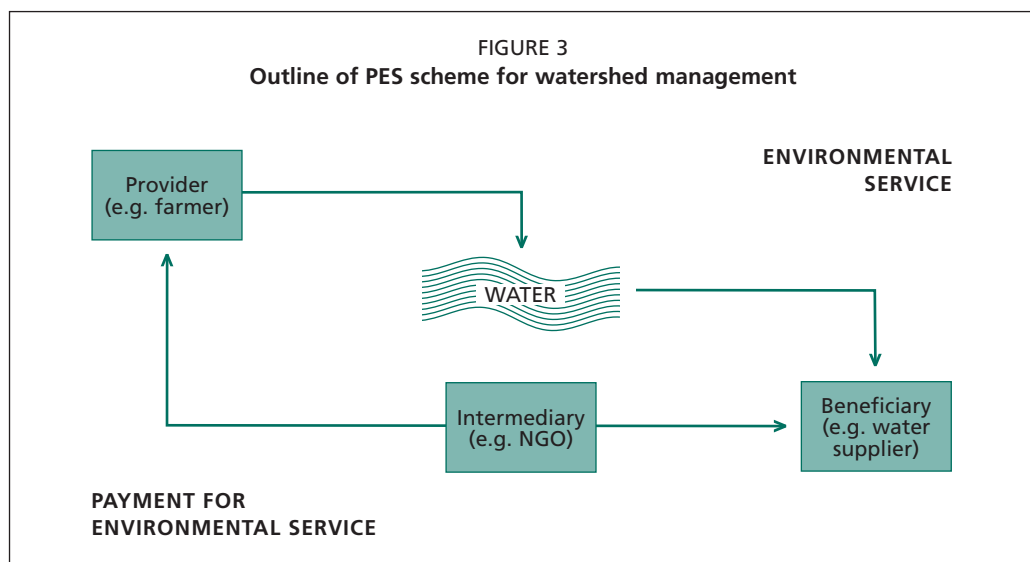 FIGURE 3
Outline of PES scheme for watershed management
ENVIRONMENTAL
SERVICE
Provider
(e.g. farmer)
WATER
Intermediary
(e.g. NGO)
Beneficiary
(e.g. water
supplier)
PAYMENT FOR
ENVIRONMENTAL SERVICE